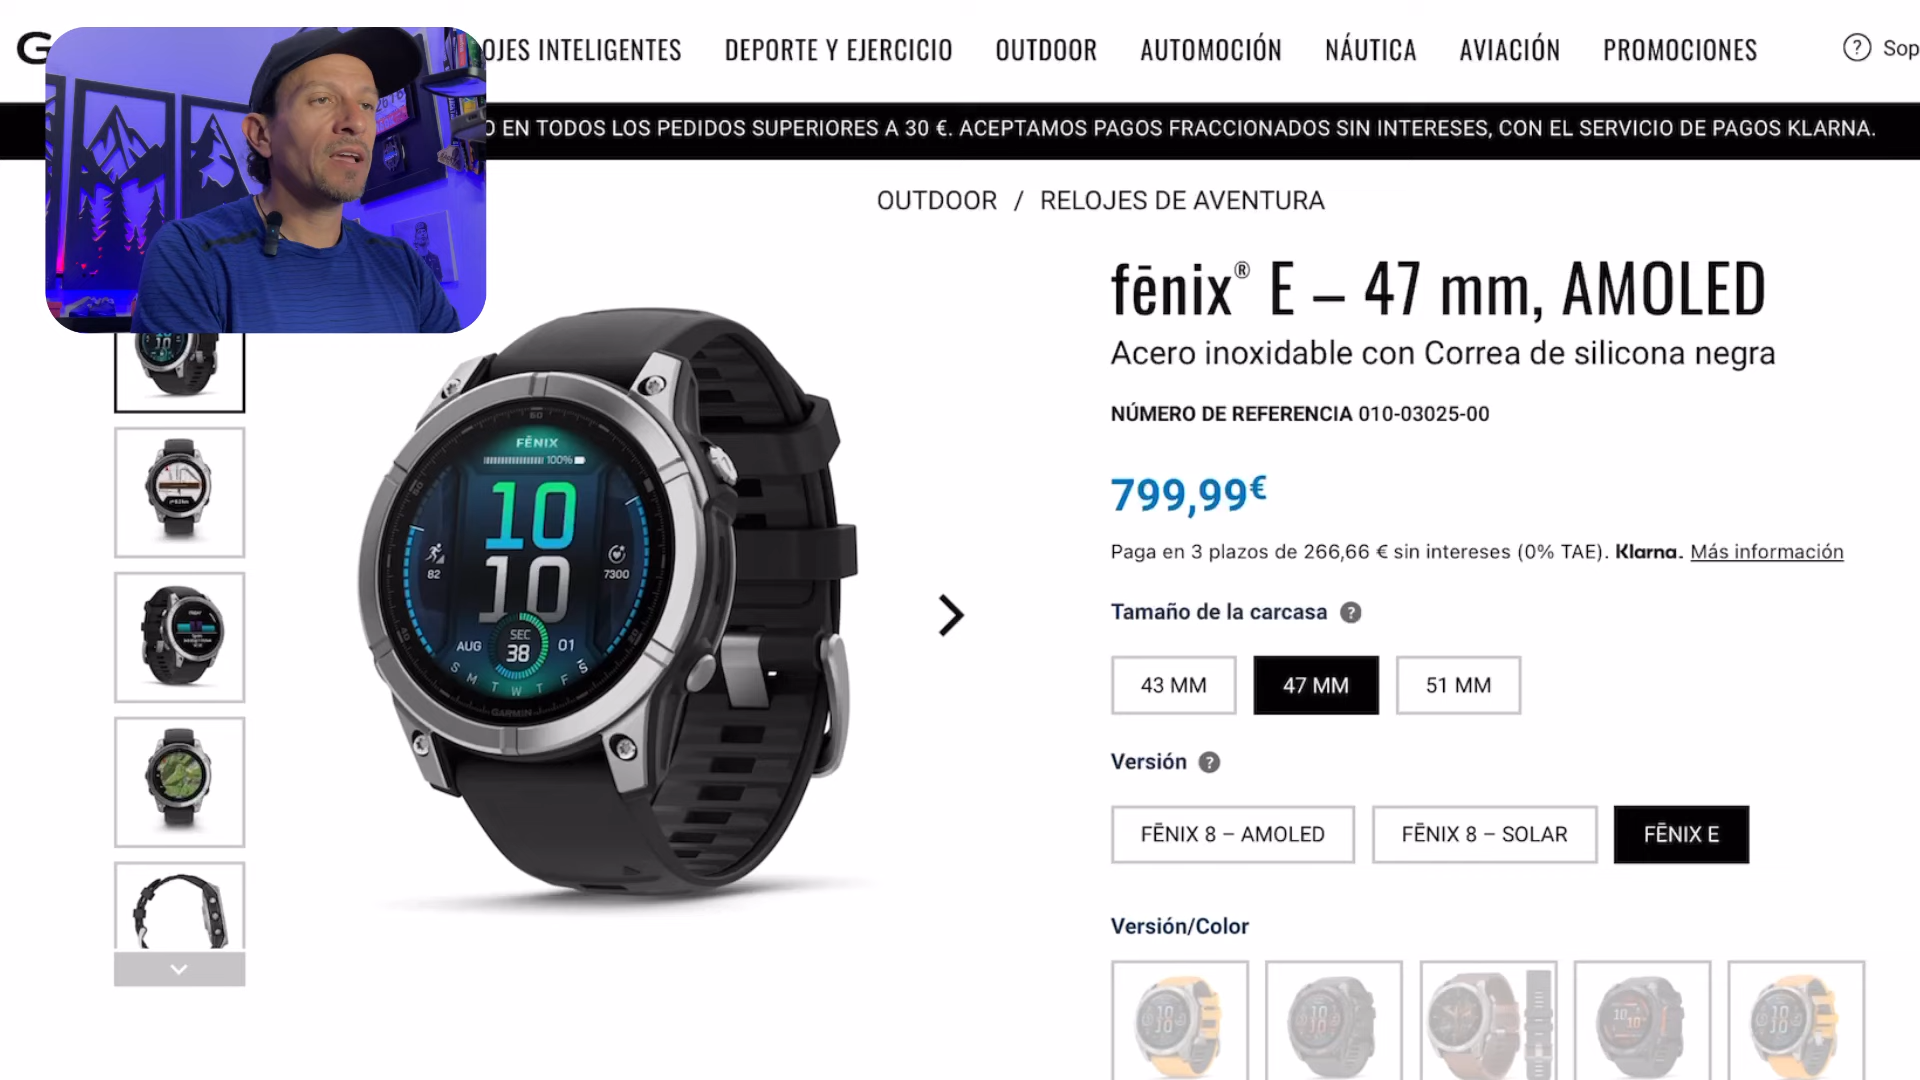 OJES INTELIGENTES
DEPORTE Y EJERCICIO
OUTDOOR
AUTOMOCIÓN
NÁUTICA
AVIACIÓN
PROMOCIONES
? Sop
O EN TODOS LOS PEDIDOS SUPERIORES A 30 €. ACEPTAMOS PAGOS FRACCIONADOS SIN INTERESES, CON EL SERVICIO DE PAGOS KLARNA.
OUTDOOR / RELOJES DE AVENTURA
fēnix® E – 47 mm, AMOLED
Acero inoxidable con Correa de silicona negra
NÚMERO DE REFERENCIA 010-03025-00
799,99€
Paga en 3 plazos de 266,66 € sin intereses (0% TAE). Klarna. Más información
Tamaño de la carcasa ?
43 MM
47 MM
51 MM
Versión ?
FĒNIX 8 – AMOLED
FĒNIX 8 – SOLAR
FĒNIX E
Versión/Color
60
FĒNIX
100%
10
10
82
7300
SEC
38
AUG
01
S M T W T F S
GARMIN